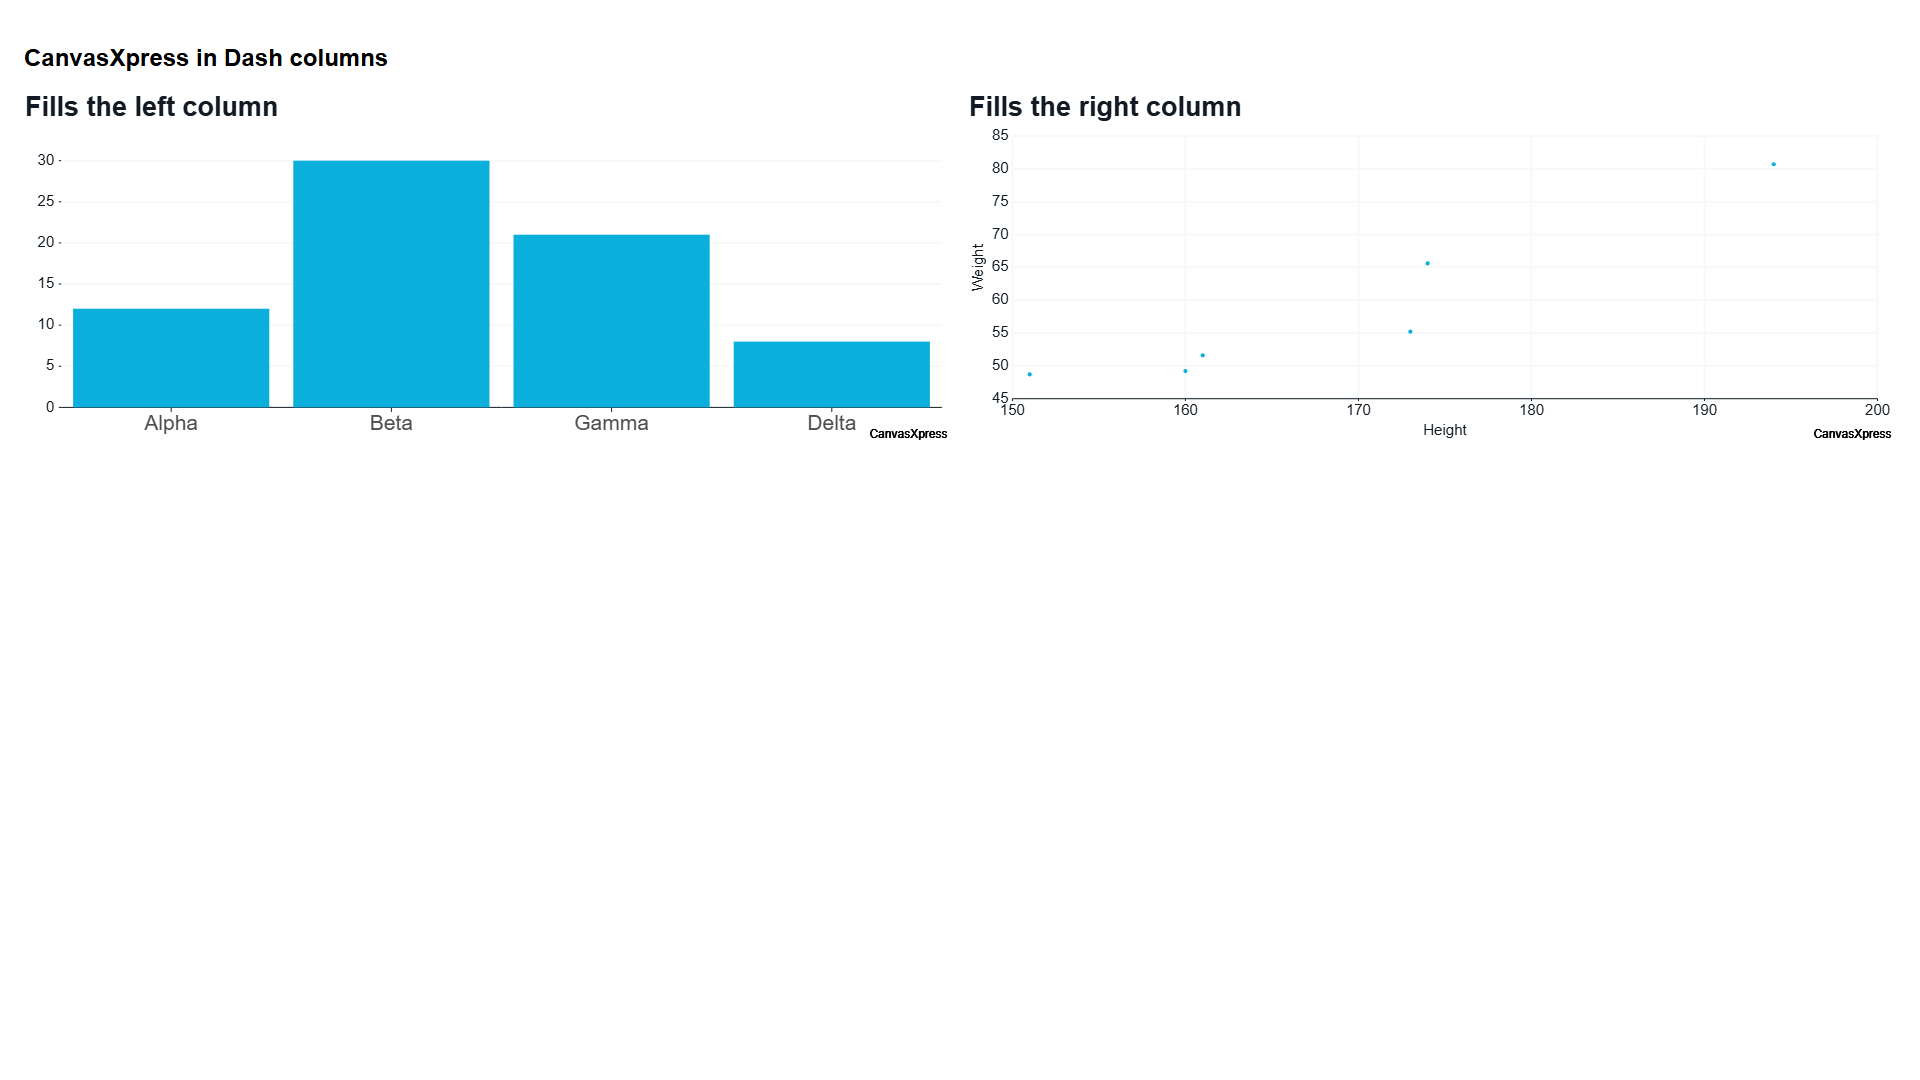 CanvasXpress in Dash columns
Fills the left column
30
25
20
15
10
5
0
Alpha Beta Gamma Delta
CanvasXpress
Fills the right column
85
80
75
70
65
60
55
50
45
Weight
150 160 170 180 190 200
Height
CanvasXpress